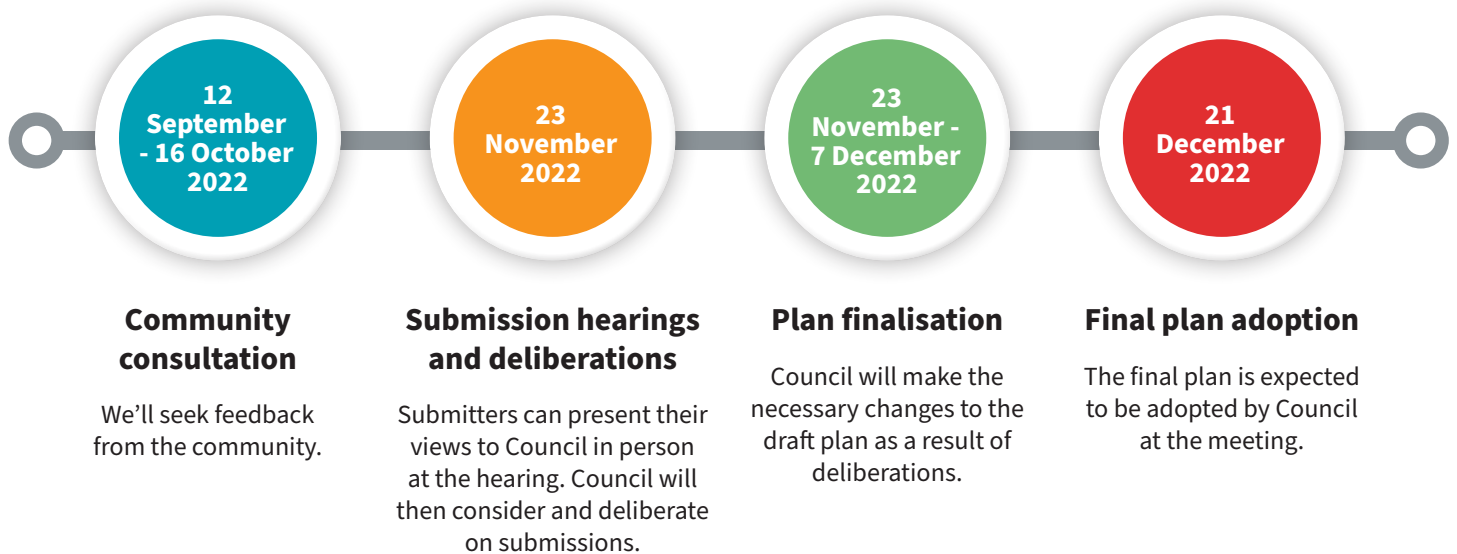 12
September
- 16 October
2022
Community
consultation
We’ll seek feedback
from the community.
23
November
2022
Submission hearings
and deliberations
Submitters can present their
views to Council in person
at the hearing. Council will
then consider and deliberate
on submissions.
23
November -
7 December
2022
Plan finalisation
Council will make the
necessary changes to the
draft plan as a result of
deliberations.
21
December
2022
Final plan adoption
The final plan is expected
to be adopted by Council
at the meeting.